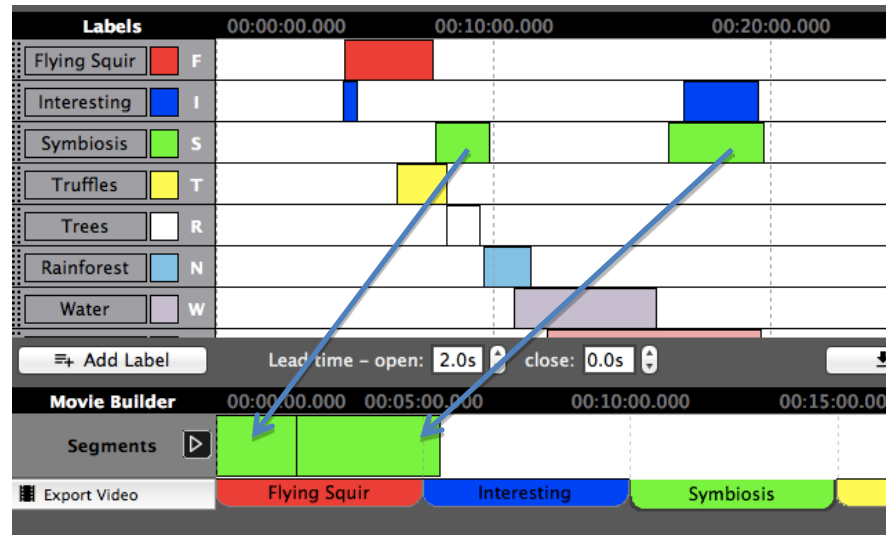 Labels 00:00:00.000 00:10:00.000 00:20:00.000
Flying Squir F
Interesting I
Symbiosis S
Truffles T
Trees R
Rainforest N
Water W
Add Label Lead time – open: 2.0s close: 0.0s
Movie Builder 00:00:00.000 00:05:00.000 00:10:00.000 00:15:00.00
Segments
Export Video Flying Squir Interesting Symbiosis